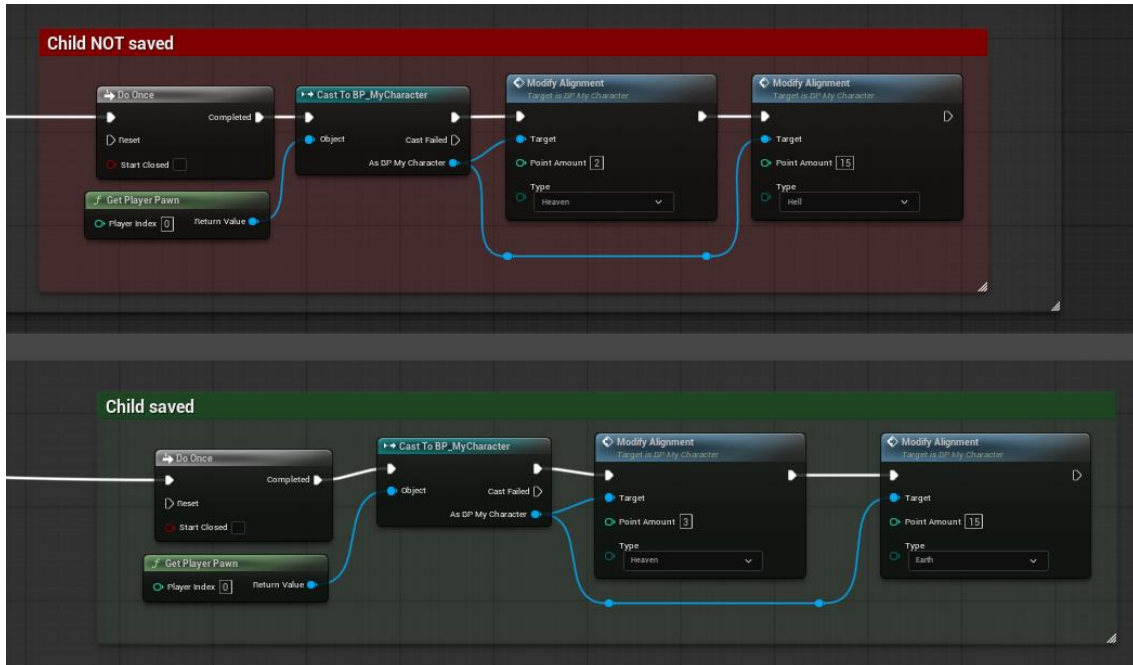 Child NOT saved
Do Once
Completed
Reset
Start Closed
Get Player Pawn
Player Index 0 Return Value
Cast To BP_MyCharacter
Object Cast Failed
As BP My Character
Modify Alignment
Target is BP My Character
Target
Point Amount 2
Type
Heaven
Modify Alignment
Target is BP My Character
Target
Point Amount 15
Type
Hell
Child saved
Do Once
Completed
Reset
Start Closed
Get Player Pawn
Player Index 0 Return Value
Cast To BP_MyCharacter
Object Cast Failed
As BP My Character
Modify Alignment
Target is BP My Character
Target
Point Amount 3
Type
Heaven
Modify Alignment
Target is BP My Character
Target
Point Amount 15
Type
Earth